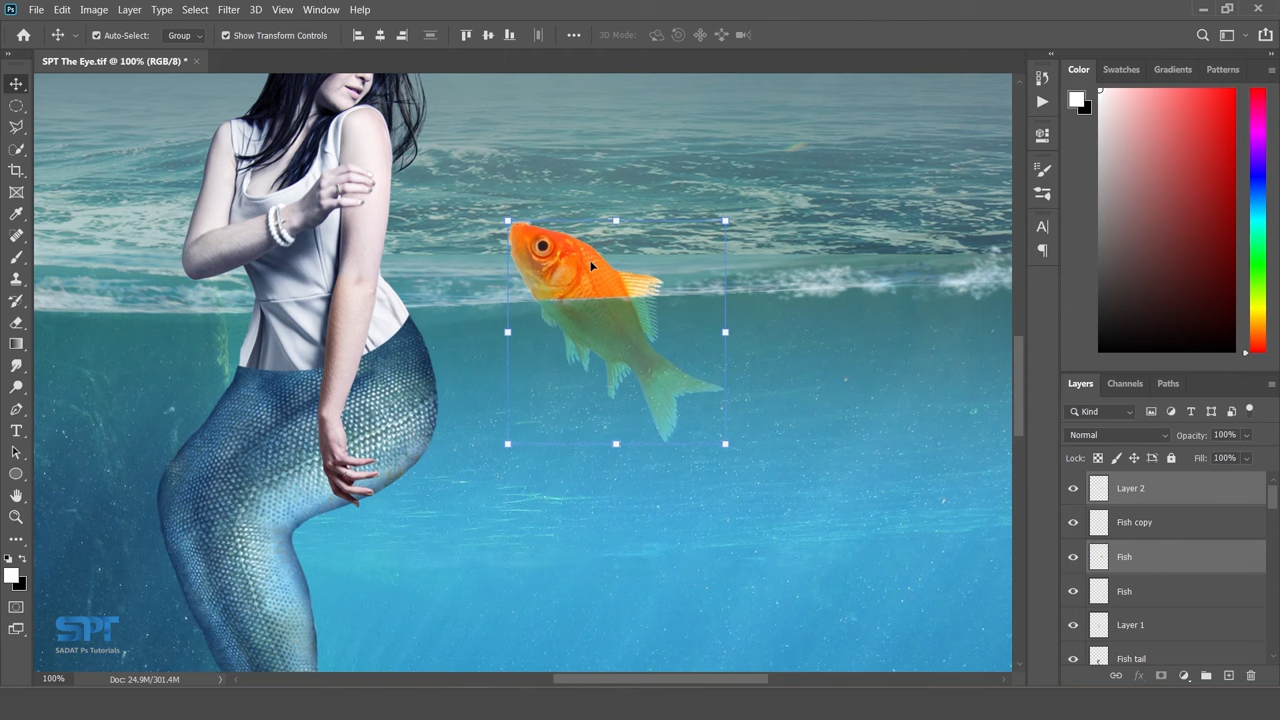 Ps File Edit Image Layer Type Select Filter 3D View Window Help
Auto-Select: Group Show Transform Controls 3D Mode:
SPT The Eye.tif @ 100% (RGB/8) *
Color Swatches Gradients Patterns
Layers Channels Paths
Kind
Normal Opacity: 100%
Lock: Fill: 100%
Layer 2
Fish copy
Fish
Fish
Layer 1
Fish tail
SPT
SADAT Ps Tutorials
100% Doc: 24.9M/301.4M